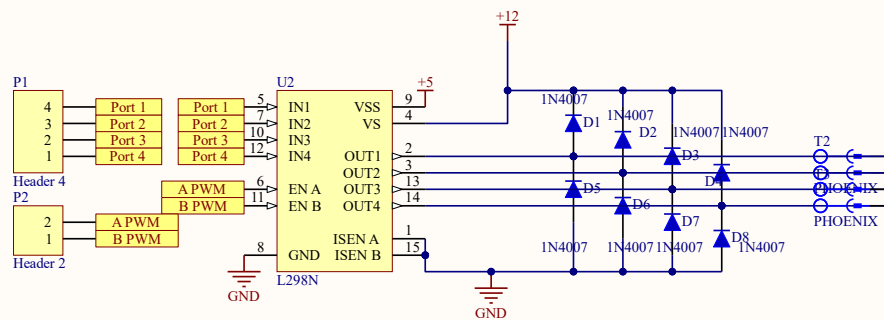 +12
P1
4 Port 1
3 Port 2
2 Port 3
1 Port 4
Header 4
P2
2 A PWM
1 B PWM
Header 2
U2
Port 1 5 IN1
Port 2 7 IN2
Port 3 10 IN3
Port 4 12 IN4
A PWM 6 EN A
B PWM 11 EN B
8 GND
GND
VSS 9 +5
VS 4
OUT1 2
OUT2 3
OUT3 13
OUT4 14
ISEN A 1
ISEN B 15
L298N
GND
1N4007
1N4007
1N4007
1N4007
D1
D2
D3
D4
D5
D6
D7
D8
1N4007
1N4007
1N4007
1N4007
T2
PHOENIX
PHOENIX